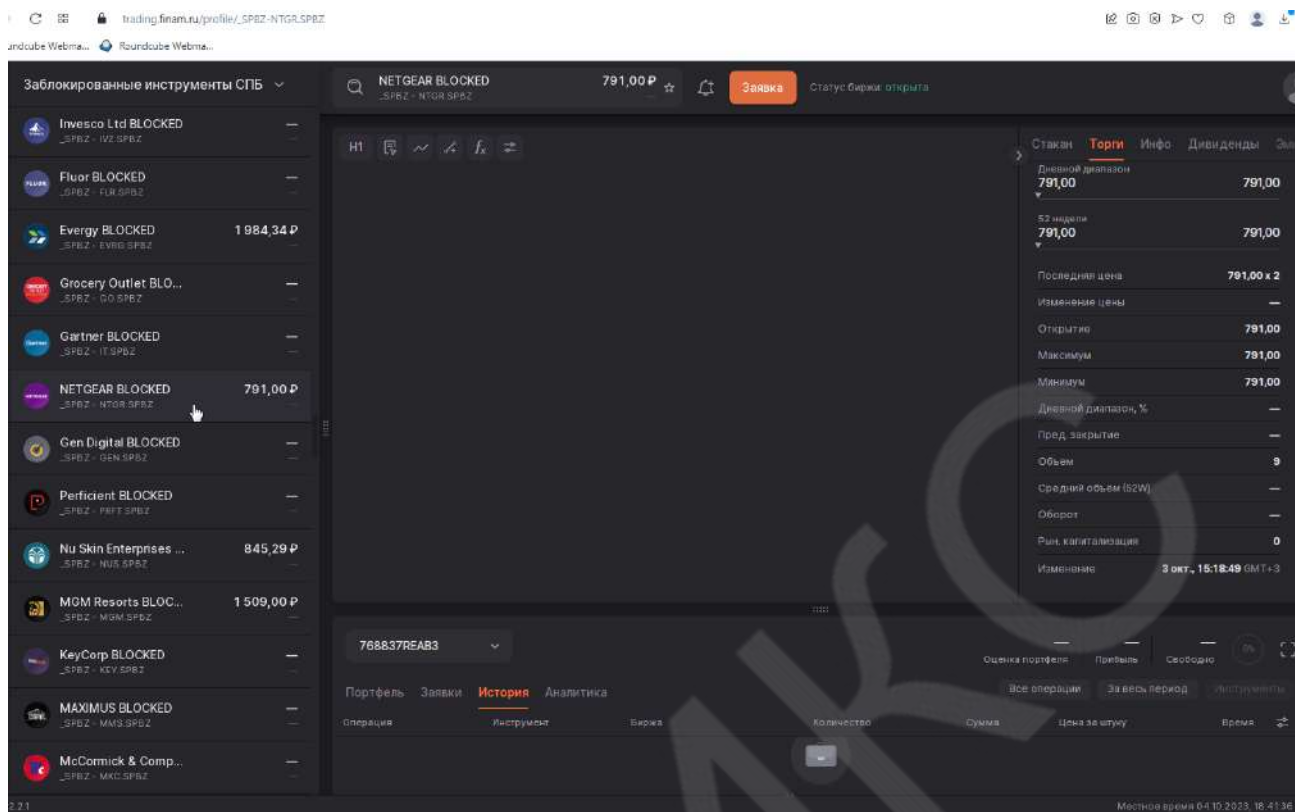 trading.finam.ru/profile/_SPBZ-NTGR.SPBZ
undcube Webma... Roundcube Webma...
Заблокированные инструменты СПБ
NETGEAR BLOCKED 791,00 ₽ Заявка Статус биржи: открыта
_SPBZ - NTGR.SPBZ
Invesco Ltd BLOCKED —
_SPBZ - IVZ.SPBZ
Fluor BLOCKED —
_SPBZ - FLR.SPBZ
Evergy BLOCKED 1 984,34 ₽
_SPBZ - EVRG.SPBZ
Grocery Outlet BLO... —
_SPBZ - GO.SPBZ
Gartner BLOCKED —
_SPBZ - IT.SPBZ
NETGEAR BLOCKED 791,00 ₽
_SPBZ - NTGR.SPBZ
Gen Digital BLOCKED —
_SPBZ - GEN.SPBZ
Perficient BLOCKED —
_SPBZ - PRFT.SPBZ
Nu Skin Enterprises ... 845,29 ₽
_SPBZ - NUS.SPBZ
MGM Resorts BLOC... 1 509,00 ₽
_SPBZ - MGM.SPBZ
KeyCorp BLOCKED —
_SPBZ - KEY.SPBZ
MAXIMUS BLOCKED —
_SPBZ - MMS.SPBZ
McCormick & Comp... —
_SPBZ - MKC.SPBZ
2.2.1
H1 fx
Стакан Торги Инфо Дивиденды
Дневной диапазон
791,00 791,00
52 недели
791,00 791,00
Последняя цена 791,00 x 2
Изменение цены —
Открытие 791,00
Максимум 791,00
Минимум 791,00
Дневной диапазон, % —
Пред. закрытие —
Объем 9
Средний объем (52W) —
Оборот —
Рын. капитализация 0
Изменение 3 окт., 15:18:49 GMT+3
768837REAB3
Оценка портфеля Прибыль Свободно 0%
Портфель Заявки История Аналитика
Все операции За весь период Инструменты
Операция Инструмент Биржа Количество Сумма Цена за штуку Время
Местное время 04.10.2023, 18:41:36
МКС